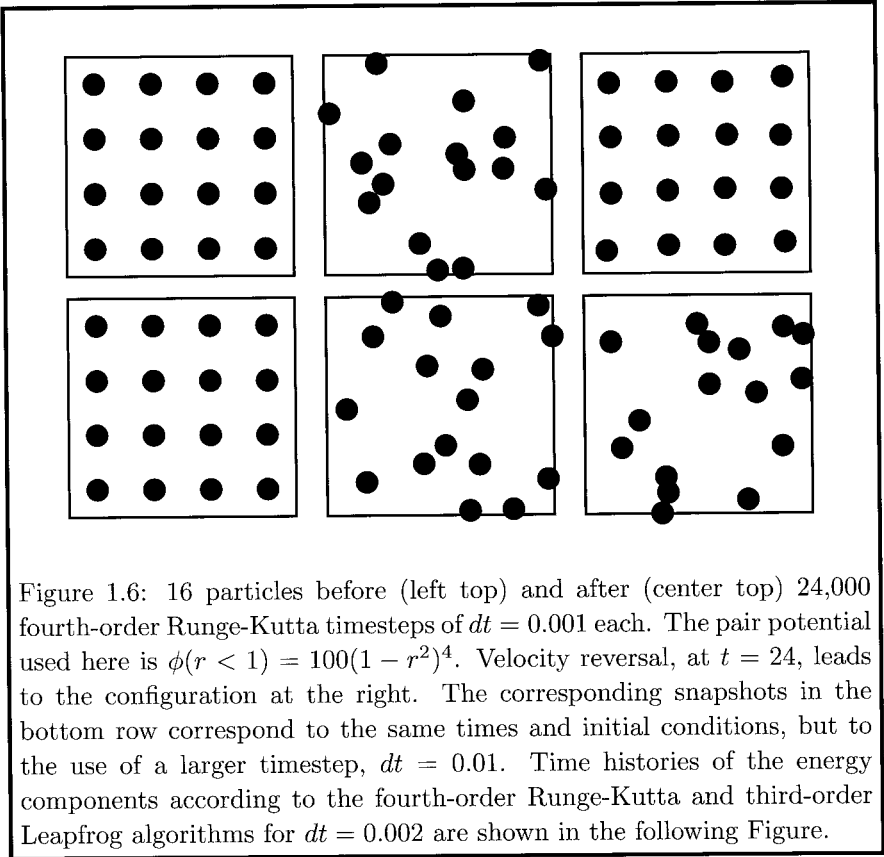 Figure 1.6: 16 particles before (left top) and after (center top) 24,000
fourth-order Runge-Kutta timesteps of dt = 0.001 each. The pair potential
used here is ϕ(r < 1) = 100(1 − r²)⁴. Velocity reversal, at t = 24, leads
to the configuration at the right. The corresponding snapshots in the
bottom row correspond to the same times and initial conditions, but to
the use of a larger timestep, dt = 0.01. Time histories of the energy
components according to the fourth-order Runge-Kutta and third-order
Leapfrog algorithms for dt = 0.002 are shown in the following Figure.